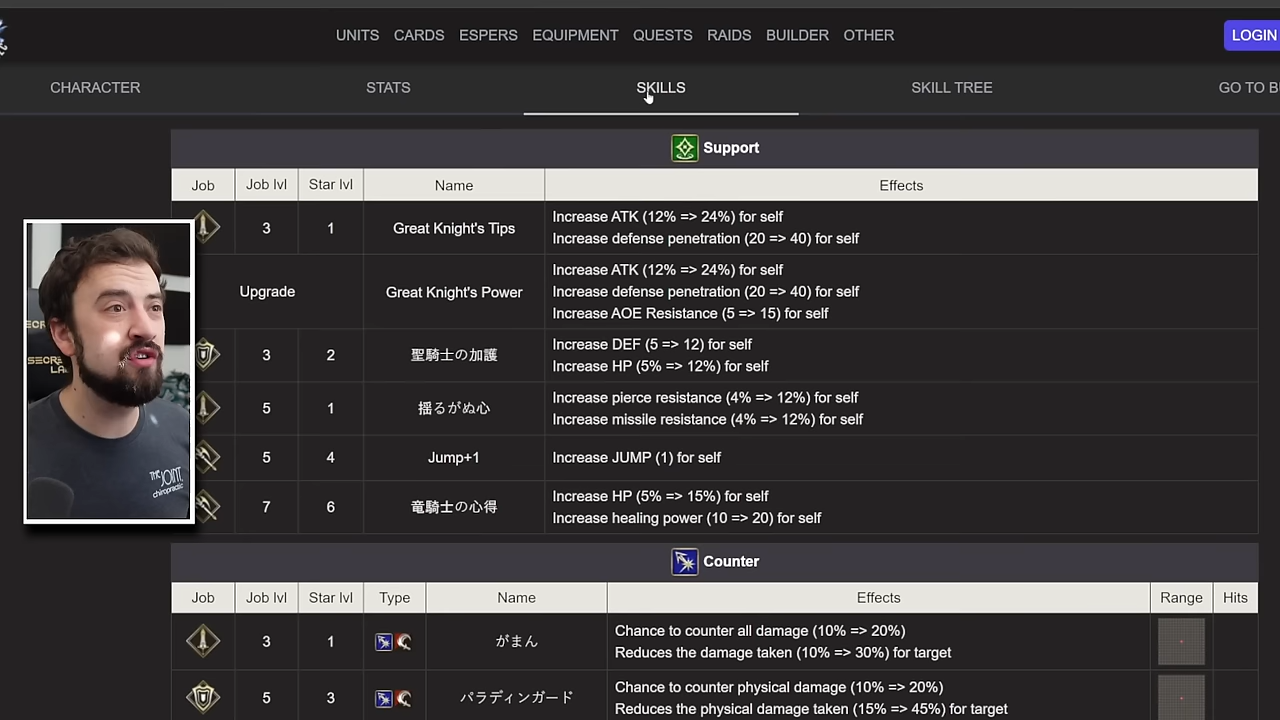 UNITS CARDS ESPERS EQUIPMENT QUESTS RAIDS BUILDER OTHER LOGIN
CHARACTER STATS SKILLS SKILL TREE GO TO B
Support
Job Job lvl Star lvl Name Effects
3 1 Great Knight's Tips Increase ATK (12% => 24%) for self
Increase defense penetration (20 => 40) for self
Upgrade Great Knight's Power Increase ATK (12% => 24%) for self
Increase defense penetration (20 => 40) for self
Increase AOE Resistance (5 => 15) for self
3 2 聖騎士の加護 Increase DEF (5 => 12) for self
Increase HP (5% => 12%) for self
5 1 揺るがぬ心 Increase pierce resistance (4% => 12%) for self
Increase missile resistance (4% => 12%) for self
5 4 Jump+1 Increase JUMP (1) for self
7 6 竜騎士の心得 Increase HP (5% => 15%) for self
Increase healing power (10 => 20) for self
Counter
Job Job lvl Star lvl Type Name Effects Range Hits
3 1 がまん Chance to counter all damage (10% => 20%)
Reduces the damage taken (10% => 30%) for target
5 3 パラディンガード Chance to counter physical damage (10% => 20%)
Reduces the physical damage taken (15% => 45%) for target
THE JOINT
chiropractic